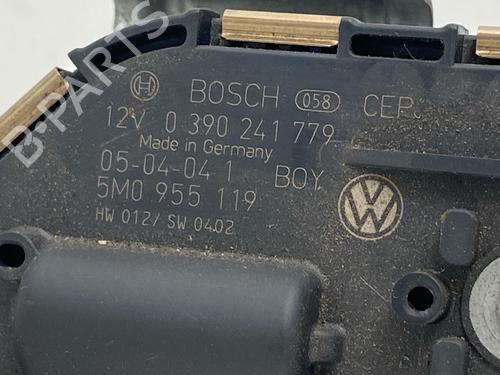 BOSCH 058 CEP.
12V 0 390 241 779
Made in Germany
05-04-04 1 BOY
5M0 955 119
HW 012/ SW 0402
B-PARTS